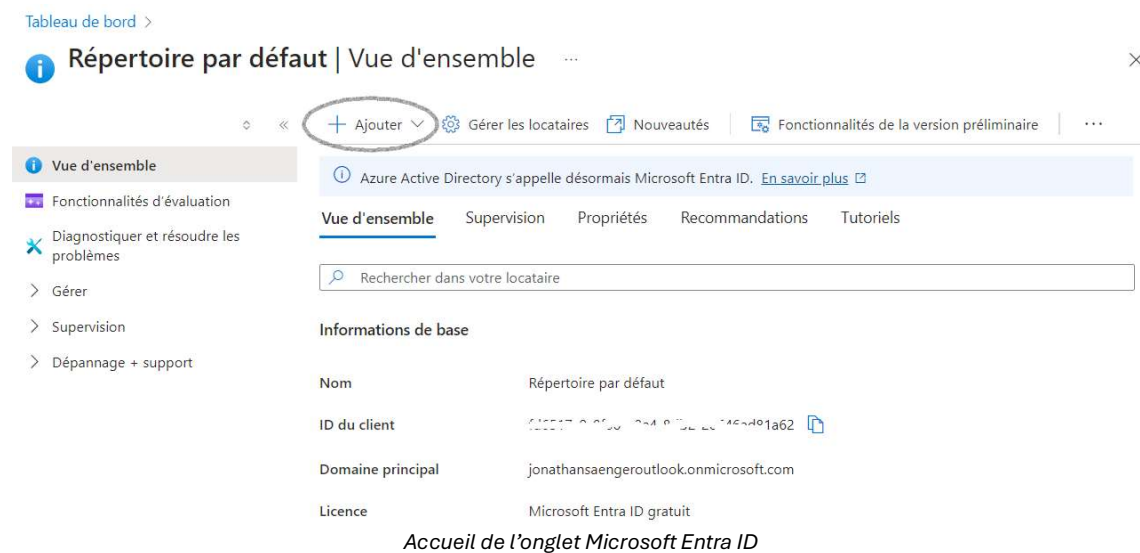 Tableau de bord >
Répertoire par défaut | Vue d'ensemble ...
+ Ajouter Gérer les locataires Nouveautés Fonctionnalités de la version préliminaire ...
Vue d'ensemble
Fonctionnalités d'évaluation
Diagnostiquer et résoudre les
problèmes
Gérer
Supervision
Dépannage + support
Azure Active Directory s'appelle désormais Microsoft Entra ID. En savoir plus
Vue d'ensemble Supervision Propriétés Recommandations Tutoriels
Rechercher dans votre locataire
Informations de base
Nom Répertoire par défaut
ID du client
Domaine principal jonathansaengeroutlook.onmicrosoft.com
Licence Microsoft Entra ID gratuit
Accueil de l'onglet Microsoft Entra ID